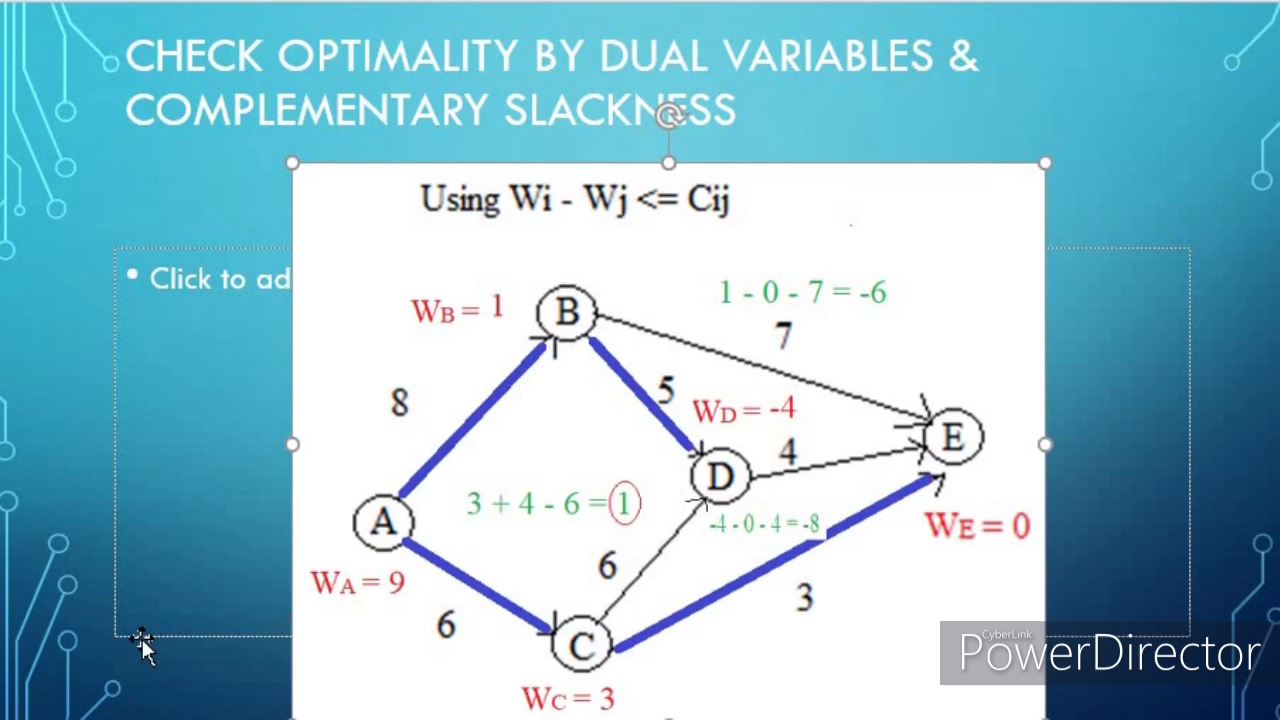 CHECK OPTIMALITY BY DUAL VARIABLES &
COMPLEMENTARY SLACKNESS
Using Wi - Wj <= Cij
• Click to ad
1 - 0 - 7 = -6
WB = 1
B
7
8
5
WD = -4
E
4
D
3 + 4 - 6 = 1
A
-4 - 0 - 4 = -8
WE = 0
6
WA = 9
3
6
C
WC = 3
CyberLink
PowerDirector